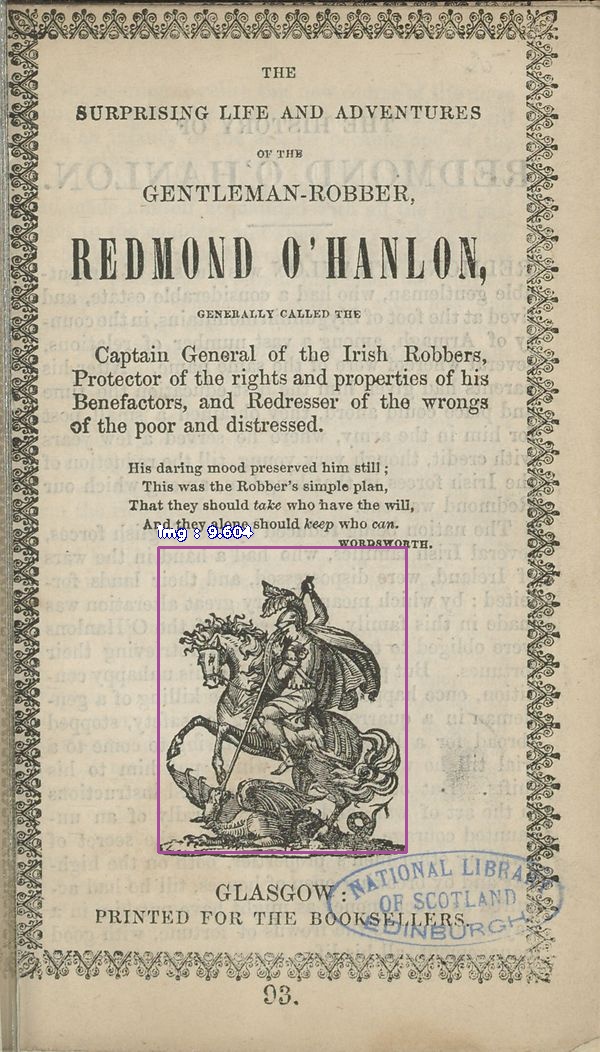 THE
SURPRISING LIFE AND ADVENTURES
OF THE
GENTLEMAN-ROBBER,
REDMOND O'HANLON,
GENERALLY CALLED THE
Captain General of the Irish Robbers,
Protector of the rights and properties of his
Benefactors, and Redresser of the wrongs
of the poor and distressed.
His daring mood preserved him still;
This was the Robber's simple plan,
That they should take who have the will,
And they alone should keep who can.
WORDSWORTH.
img : 9.604
GLASGOW:
PRINTED FOR THE BOOKSELLERS.
NATIONAL LIBRARY
OF SCOTLAND
EDINBURGH
93.